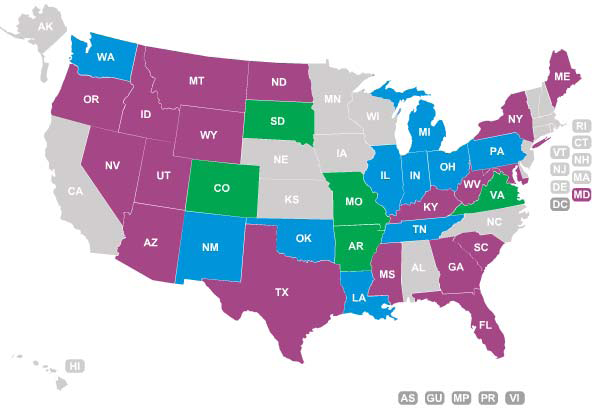 AK
WA
MT
ND
MN
ME
OR
ID
SD
WI
MI
NY
WY
IA
PA
RI
CT
VT
NH
NJ
MA
DE
MD
DC
NE
IL
IN
OH
NV
UT
CO
CA
KS
MO
KY
WV
VA
AZ
NM
OK
AR
TN
NC
SC
TX
LA
MS
AL
GA
FL
HI
AS GU MP PR VI